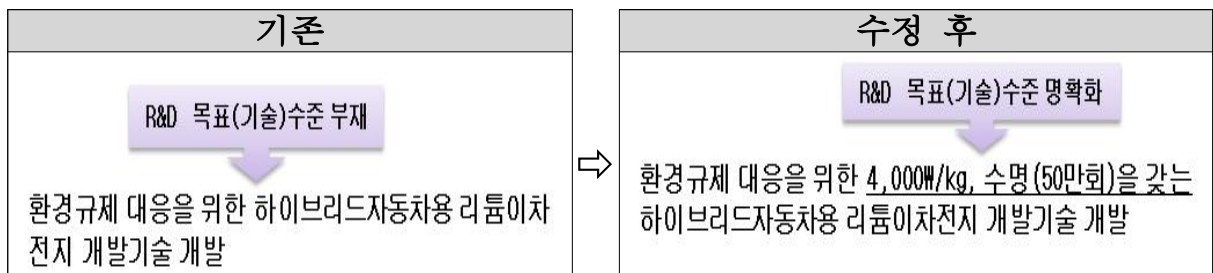 기존
R&D 목표(기술)수준 부재
환경규제 대응을 위한 하이브리드자동차용 리튬이차
전지 개발기술 개발
⇨
수정 후
R&D 목표(기술)수준 명확화
환경규제 대응을 위한 4,000W/kg, 수명(50만회)을 갖는
하이브리드자동차용 리튬이차전지 개발기술 개발